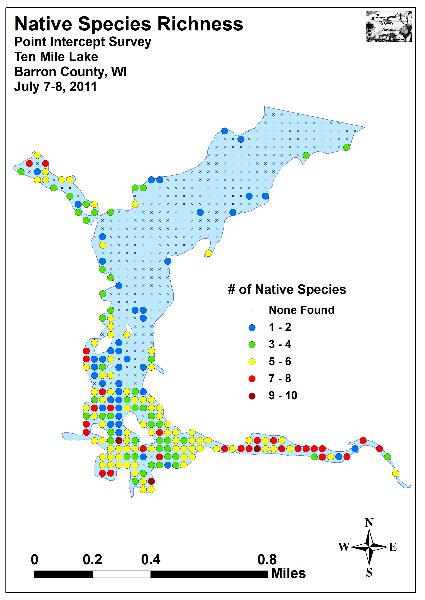 Native Species Richness
Point Intercept Survey
Ten Mile Lake
Barron County, WI
July 7-8, 2011
# of Native Species
None Found
1 - 2
3 - 4
5 - 6
7 - 8
9 - 10
N
W E
S
0 0.2 0.4 0.8
Miles